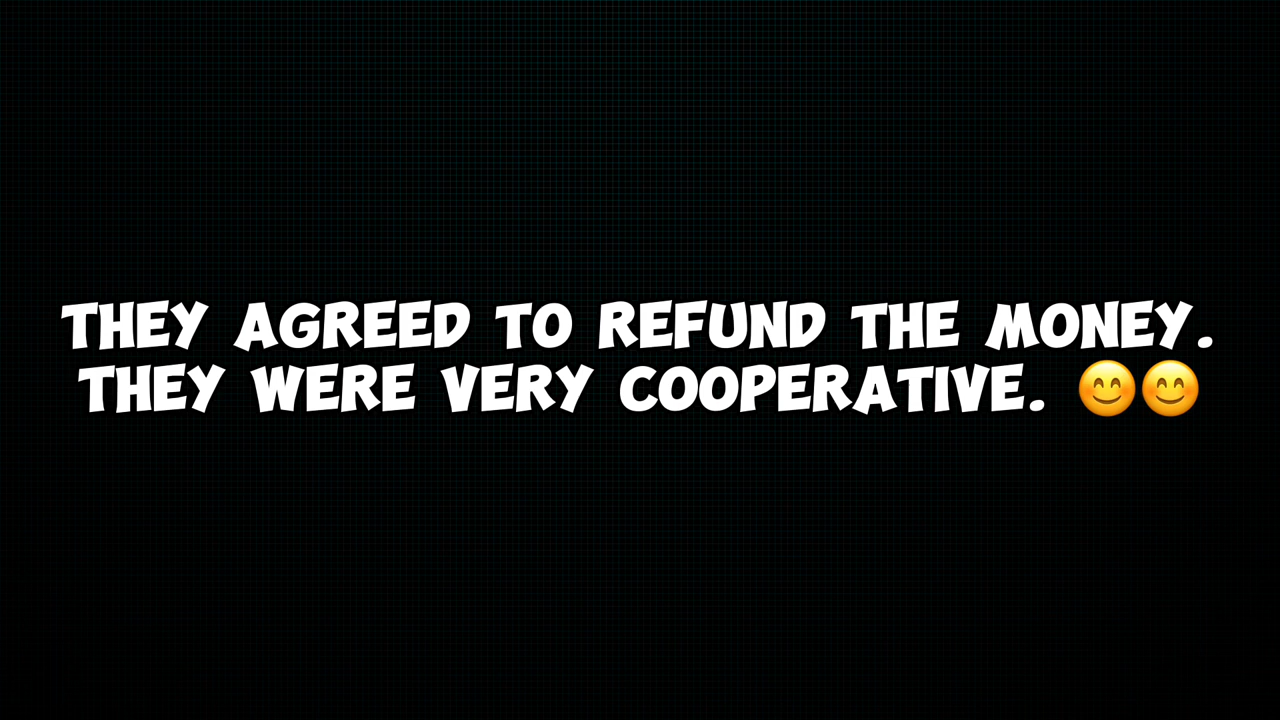 THEY AGREED TO REFUND THE MONEY.
THEY WERE VERY COOPERATIVE. 😊😊